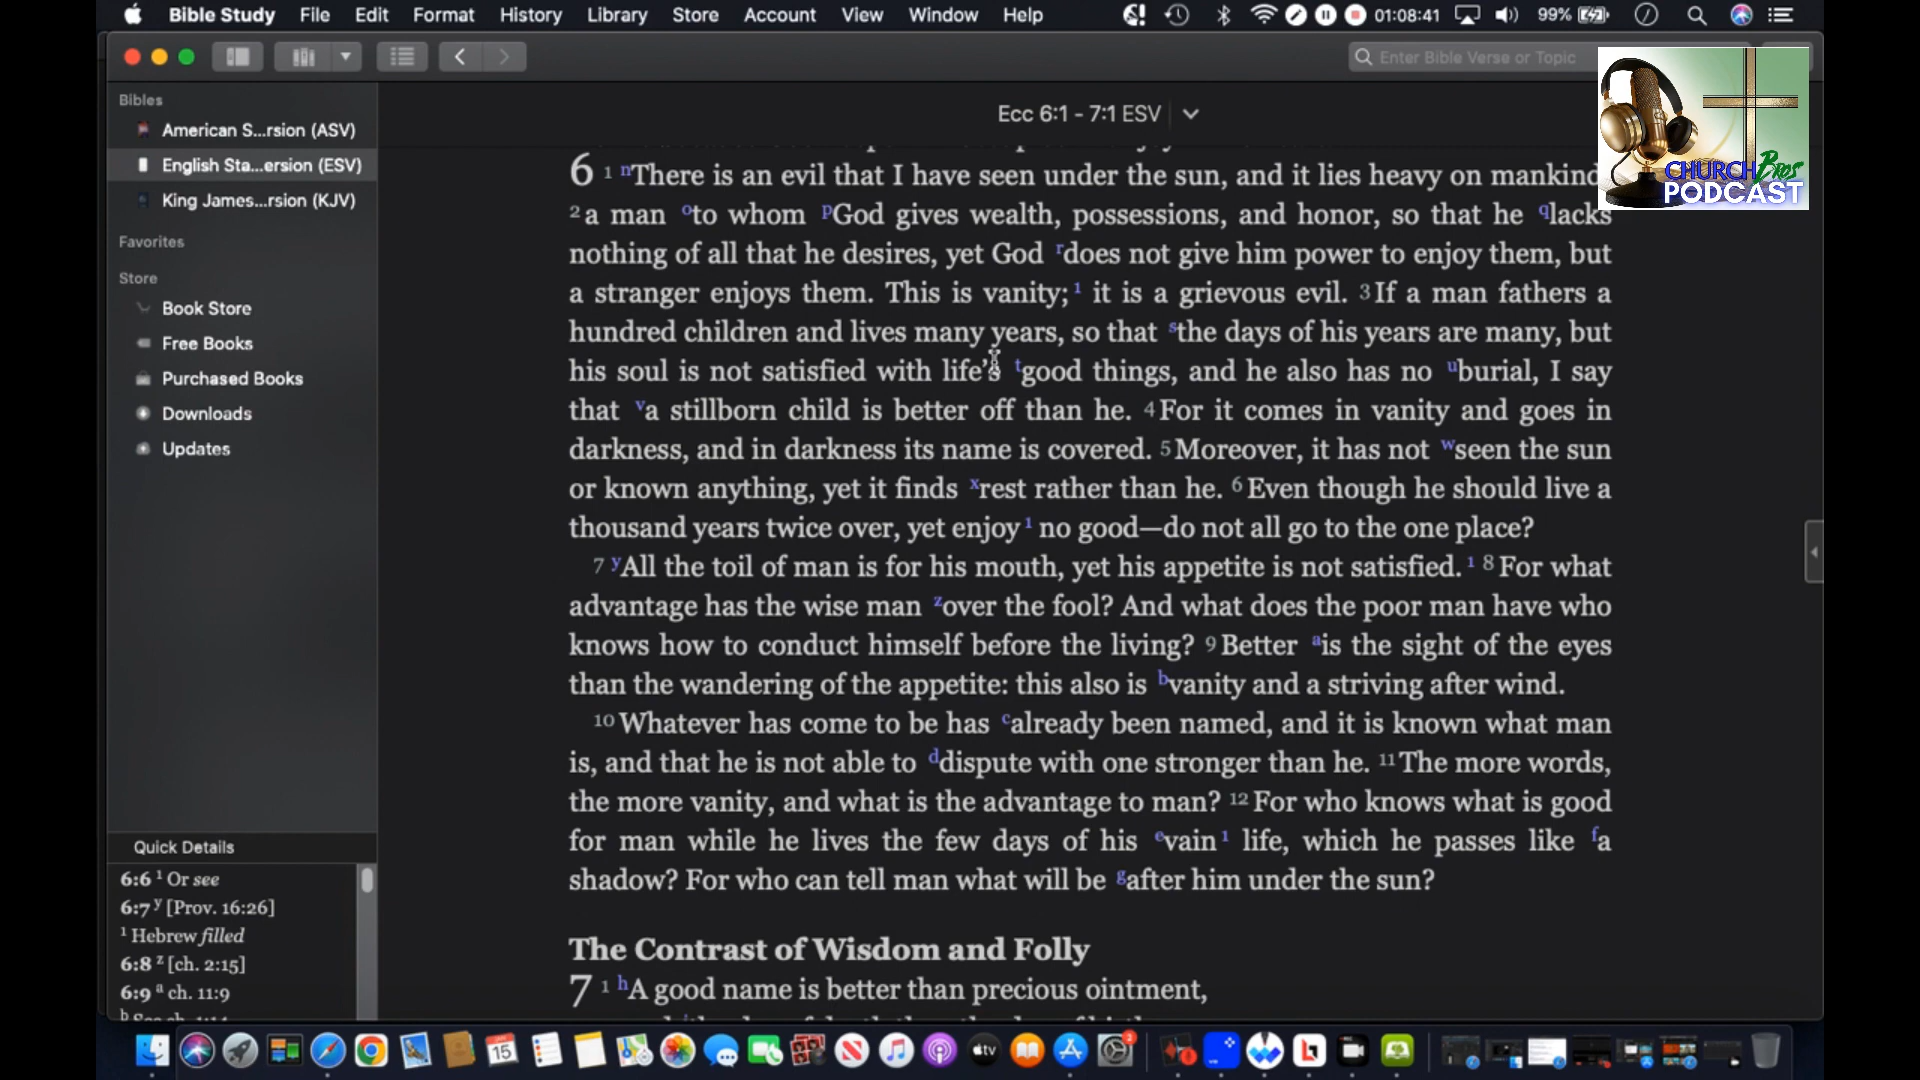 Bible Study File Edit Format History Library Store Account View Window Help 01:08:41 99%
Enter Bible Verse or Topic
Bibles
American S...rsion (ASV)
English Sta...ersion (ESV)
King James...rsion (KJV)
Favorites
Store
Book Store
Free Books
Purchased Books
Downloads
Updates
Quick Details
6:6 1 Or see
6:7 y [Prov. 16:26]
1 Hebrew filled
6:8 z [ch. 2:15]
6:9 a ch. 11:9
Ecc 6:1 - 7:1 ESV
6 1 nThere is an evil that I have seen under the sun, and it lies heavy on mankind
2 a man oto whom pGod gives wealth, possessions, and honor, so that he qlacks
nothing of all that he desires, yet God rdoes not give him power to enjoy them, but
a stranger enjoys them. This is vanity;1 it is a grievous evil. 3 If a man fathers a
hundred children and lives many years, so that sthe days of his years are many, but
his soul is not satisfied with life's tgood things, and he also has no uburial, I say
that va stillborn child is better off than he. 4 For it comes in vanity and goes in
darkness, and in darkness its name is covered. 5 Moreover, it has not wseen the sun
or known anything, yet it finds xrest rather than he. 6 Even though he should live a
thousand years twice over, yet enjoy1 no good—do not all go to the one place?
7 yAll the toil of man is for his mouth, yet his appetite is not satisfied.1 8 For what
advantage has the wise man zover the fool? And what does the poor man have who
knows how to conduct himself before the living? 9 Better ais the sight of the eyes
than the wandering of the appetite: this also is bvanity and a striving after wind.
10 Whatever has come to be has calready been named, and it is known what man
is, and that he is not able to ddispute with one stronger than he. 11 The more words,
the more vanity, and what is the advantage to man? 12 For who knows what is good
for man while he lives the few days of his evain1 life, which he passes like fa
shadow? For who can tell man what will be gafter him under the sun?
The Contrast of Wisdom and Folly
7 1 hA good name is better than precious ointment,
CHURCH Bros
PODCAST
15
tv
2